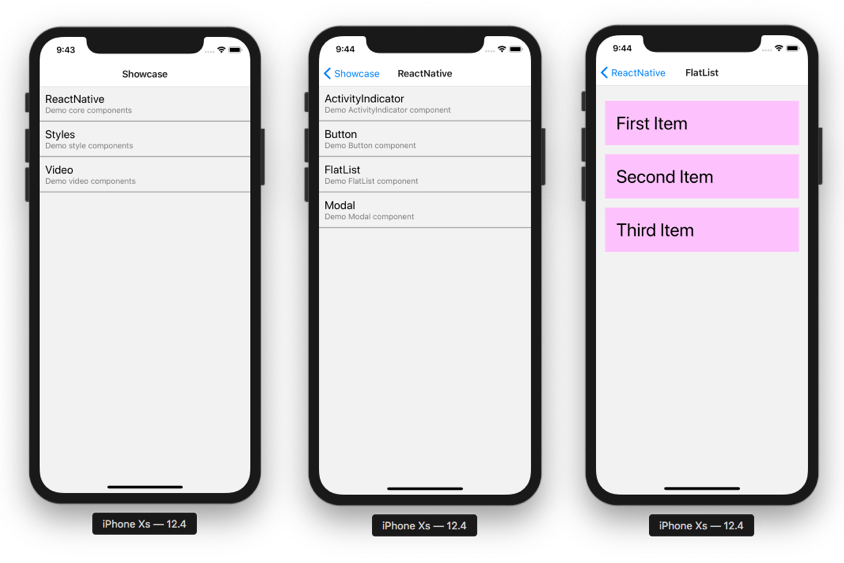 9:43
Showcase
ReactNative
Demo core components
Styles
Demo style components
Video
Demo video components
iPhone Xs — 12.4
9:44
Showcase ReactNative
ActivityIndicator
Demo ActivityIndicator component
Button
Demo Button component
FlatList
Demo FlatList component
Modal
Demo Modal component
iPhone Xs — 12.4
9:44
ReactNative FlatList
First Item
Second Item
Third Item
iPhone Xs — 12.4